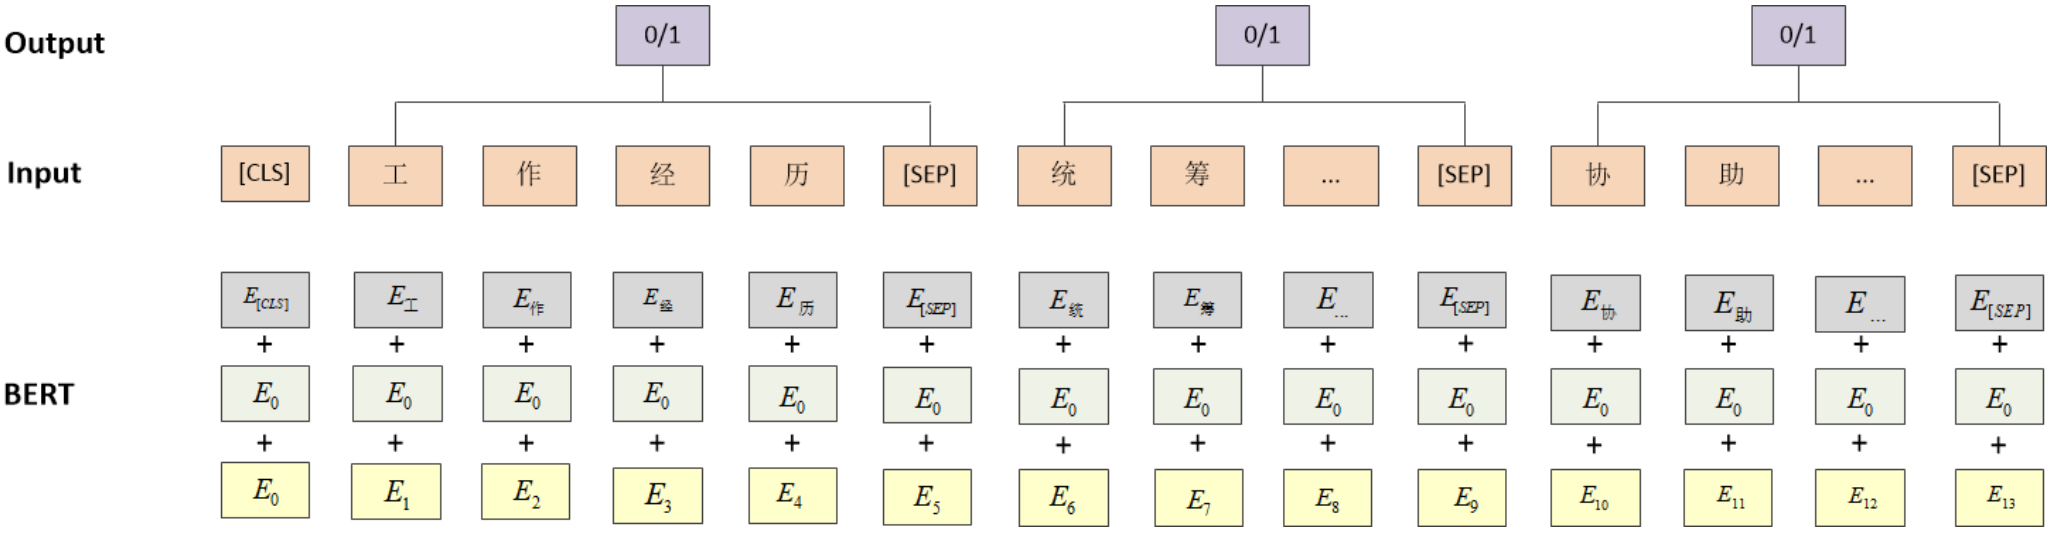 Output 0/1 0/1 0/1
Input [CLS] 工 作 经 历 [SEP] 统 筹 ... [SEP] 协 助 ... [SEP]
E[CLS] E工 E作 E经 E历 E[SEP] E统 E筹 E... E[SEP] E协 E助 E... E[SEP]
+ + + + + + + + + + + + + +
BERT E0 E0 E0 E0 E0 E0 E0 E0 E0 E0 E0 E0 E0 E0
+ + + + + + + + + + + + + +
E0 E1 E2 E3 E4 E5 E6 E7 E8 E9 E10 E11 E12 E13